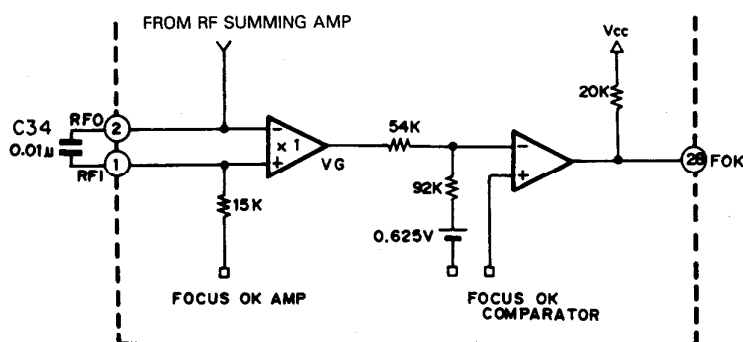 FROM RF SUMMING AMP
Vcc
20K
C34
0.01μ
RFO
2
1
RFI
−
× 1
+
VG
54K
−
+
28
FOK
15K
92K
0.625V
FOCUS OK AMP
FOCUS OK
COMPARATOR